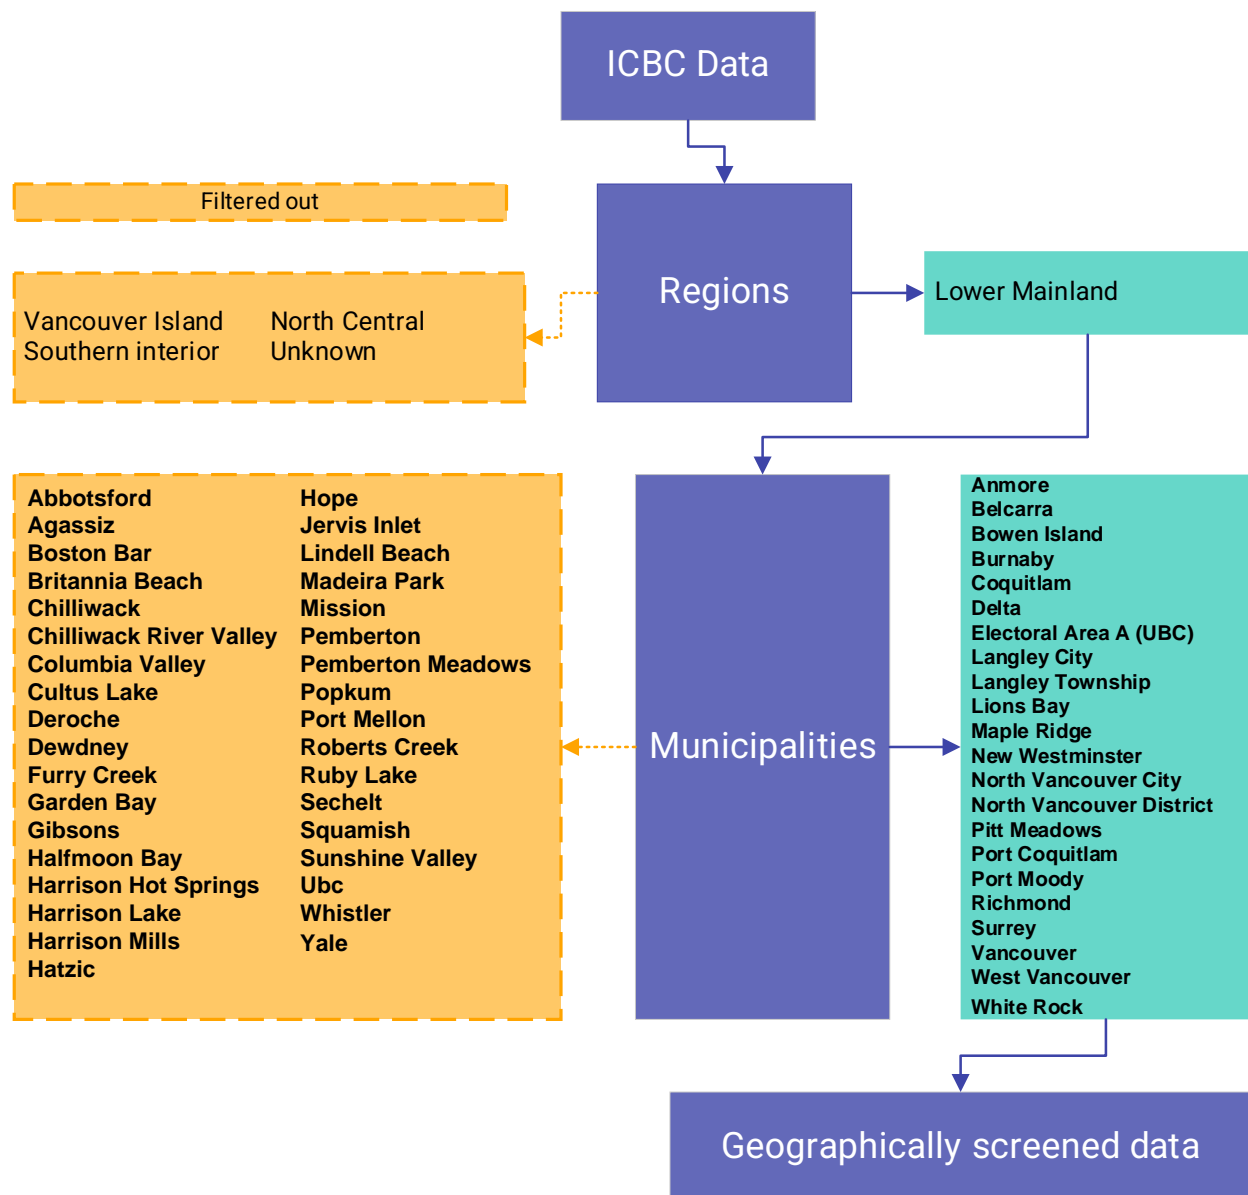 ICBC Data
Filtered out
Regions
Lower Mainland
Vancouver Island
Southern interior
North Central
Unknown
Abbotsford
Agassiz
Boston Bar
Britannia Beach
Chilliwack
Chilliwack River Valley
Columbia Valley
Cultus Lake
Deroche
Dewdney
Furry Creek
Garden Bay
Gibsons
Halfmoon Bay
Harrison Hot Springs
Harrison Lake
Harrison Mills
Hatzic
Hope
Jervis Inlet
Lindell Beach
Madeira Park
Mission
Pemberton
Pemberton Meadows
Popkum
Port Mellon
Roberts Creek
Ruby Lake
Sechelt
Squamish
Sunshine Valley
Ubc
Whistler
Yale
Municipalities
Anmore
Belcarra
Bowen Island
Burnaby
Coquitlam
Delta
Electoral Area A (UBC)
Langley City
Langley Township
Lions Bay
Maple Ridge
New Westminster
North Vancouver City
North Vancouver District
Pitt Meadows
Port Coquitlam
Port Moody
Richmond
Surrey
Vancouver
West Vancouver
White Rock
Geographically screened data